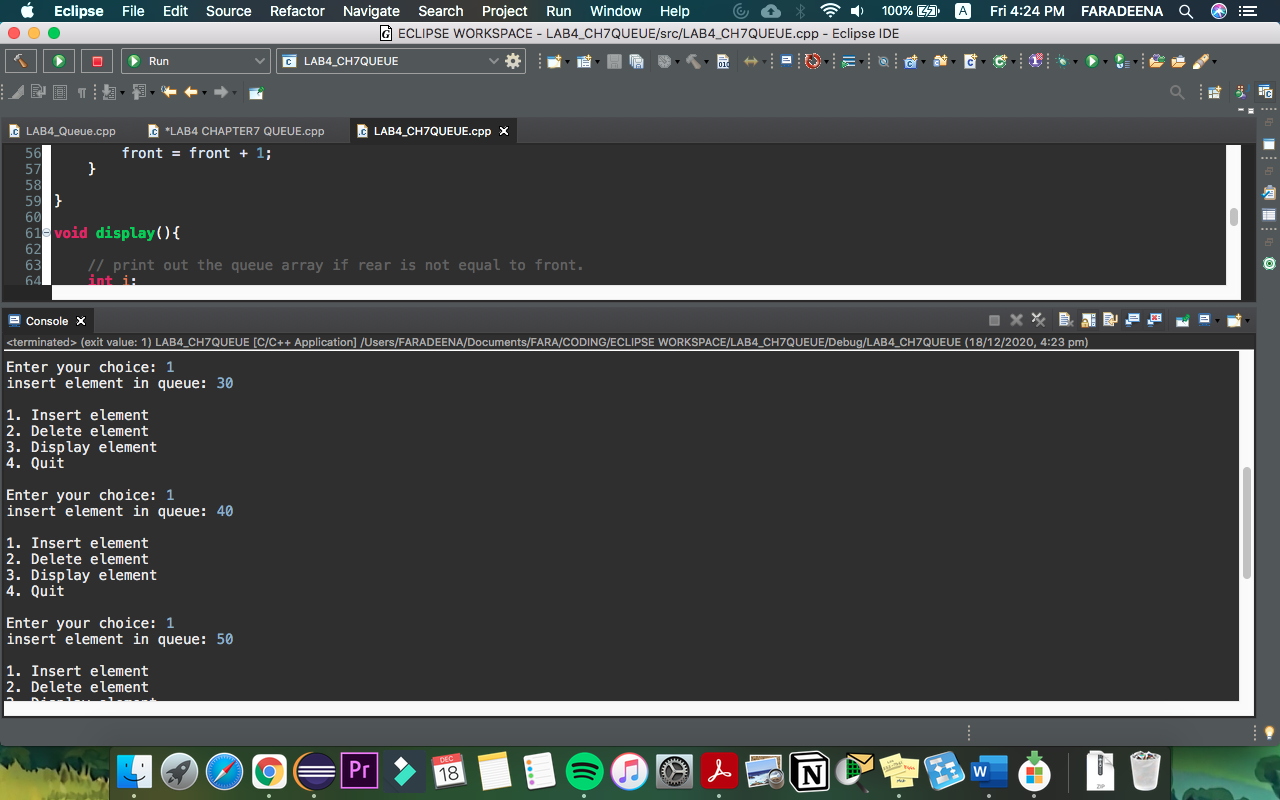 Eclipse File Edit Source Refactor Navigate Search Project Run Window Help 100% A Fri 4:24 PM FARADEENA
ECLIPSE WORKSPACE - LAB4_CH7QUEUE/src/LAB4_CH7QUEUE.cpp - Eclipse IDE
Run LAB4_CH7QUEUE
LAB4_Queue.cpp *LAB4 CHAPTER7 QUEUE.cpp LAB4_CH7QUEUE.cpp
56 front = front + 1;
57 }
58
59 }
60
61 void display(){
62
63 // print out the queue array if rear is not equal to front.
64 int i;
Console
<terminated> (exit value: 1) LAB4_CH7QUEUE [C/C++ Application] /Users/FARADEENA/Documents/FARA/CODING/ECLIPSE WORKSPACE/LAB4_CH7QUEUE/Debug/LAB4_CH7QUEUE (18/12/2020, 4:23 pm)
Enter your choice: 1
insert element in queue: 30
1. Insert element
2. Delete element
3. Display element
4. Quit
Enter your choice: 1
insert element in queue: 40
1. Insert element
2. Delete element
3. Display element
4. Quit
Enter your choice: 1
insert element in queue: 50
1. Insert element
2. Delete element
3. Display element
Pr DEC 18 N W ZIP